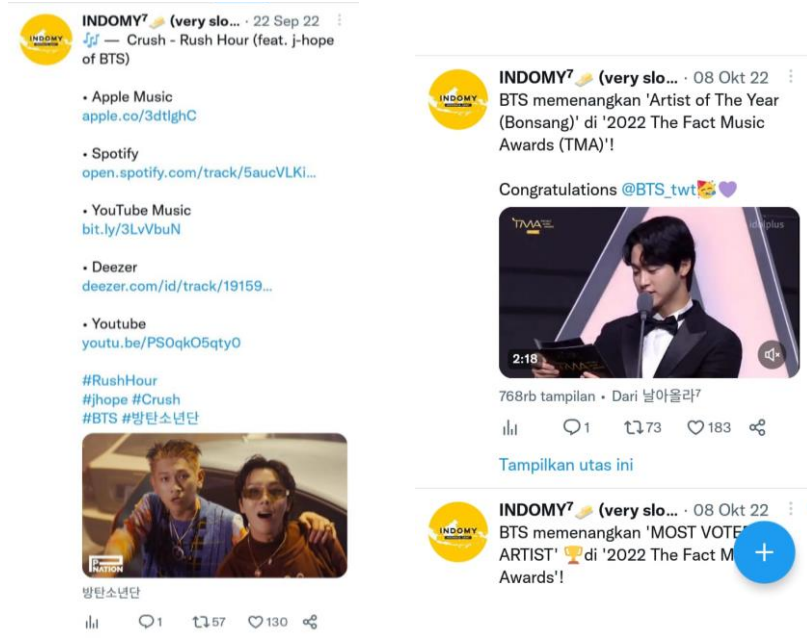 INDOMY⁷ (very slo... · 22 Sep 22
🎶 — Crush - Rush Hour (feat. j-hope
of BTS)
• Apple Music
apple.co/3dtlghC
• Spotify
open.spotify.com/track/5aucVLKi...
• YouTube Music
bit.ly/3LvVbuN
• Deezer
deezer.com/id/track/19159...
• Youtube
youtu.be/PS0qkO5qty0
#RushHour
#jhope #Crush
#BTS #방탄소년단
P NATION
방탄소년단
1 57 130
INDOMY⁷ (very slo... · 08 Okt 22
INDOMY
BTS memenangkan 'Artist of The Year
(Bonsang)' di '2022 The Fact Music
Awards (TMA)'!
Congratulations @BTS_twt🥳💜
TMA
idolplus
2:18
768rb tampilan • Dari 날아올라⁷
1 73 183
Tampilkan utas ini
INDOMY⁷ (very slo... · 08 Okt 22
INDOMY
BTS memenangkan 'MOST VOTE
ARTIST' 🏆di '2022 The Fact M
Awards'!